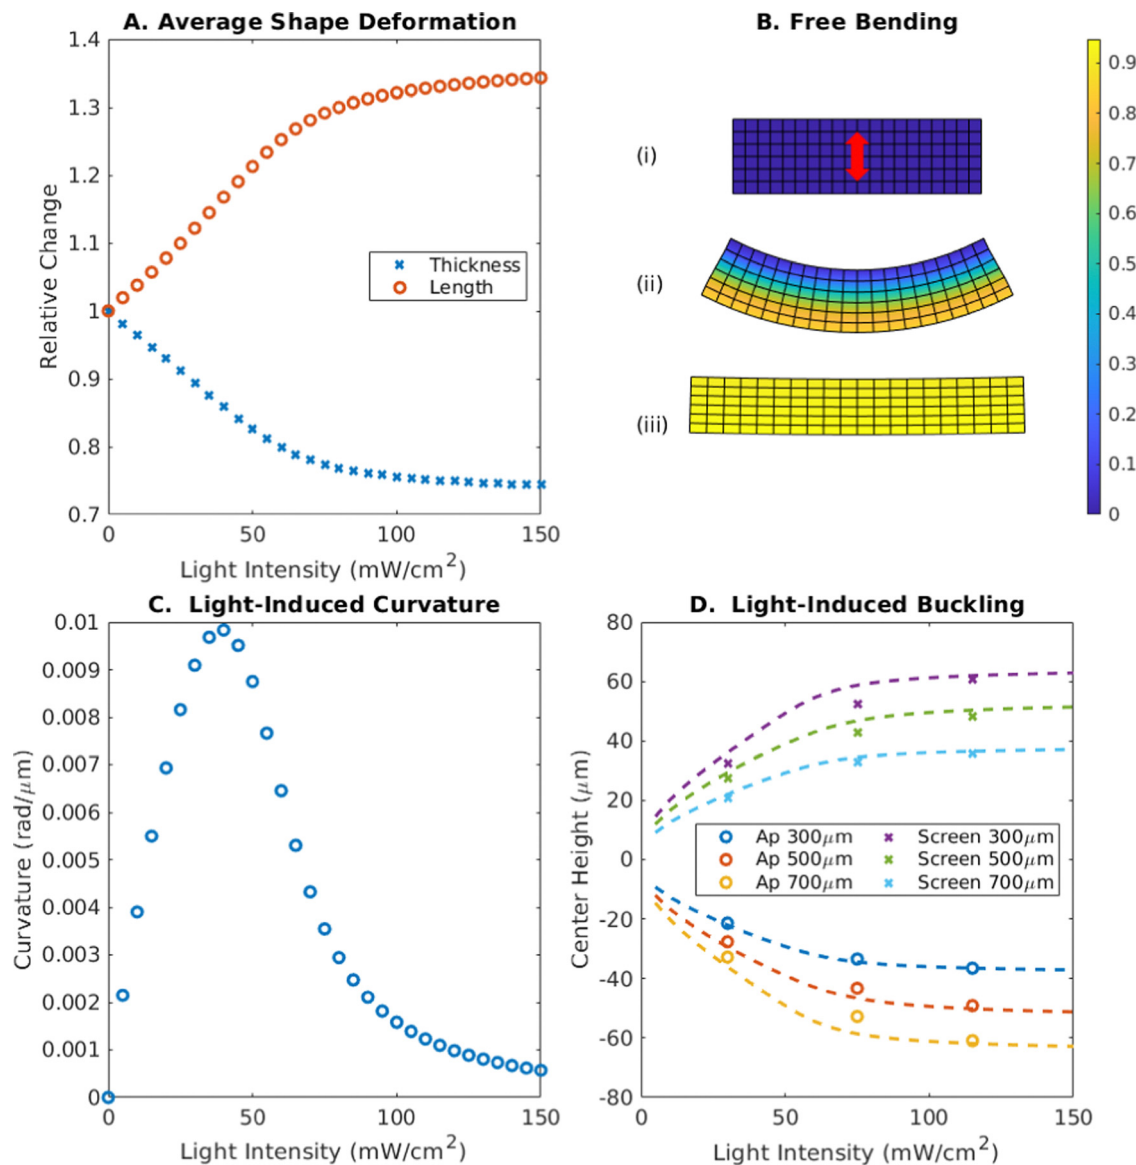 A. Average Shape Deformation
1.4
1.3
1.2
1.1
1
0.9
0.8
0.7
Relative Change
Thickness
Length
0 50 100 150
Light Intensity (mW/cm²)
B. Free Bending
(i)
(ii)
(iii)
0.9
0.8
0.7
0.6
0.5
0.4
0.3
0.2
0.1
0
C. Light-Induced Curvature
0.01
0.009
0.008
0.007
0.006
0.005
0.004
0.003
0.002
0.001
0
Curvature (rad/μm)
0 50 100 150
Light Intensity (mW/cm²)
D. Light-Induced Buckling
80
60
40
20
0
-20
-40
-60
-80
Center Height (μm)
Ap 300μm Screen 300μm
Ap 500μm Screen 500μm
Ap 700μm Screen 700μm
0 50 100 150
Light Intensity (mW/cm²)